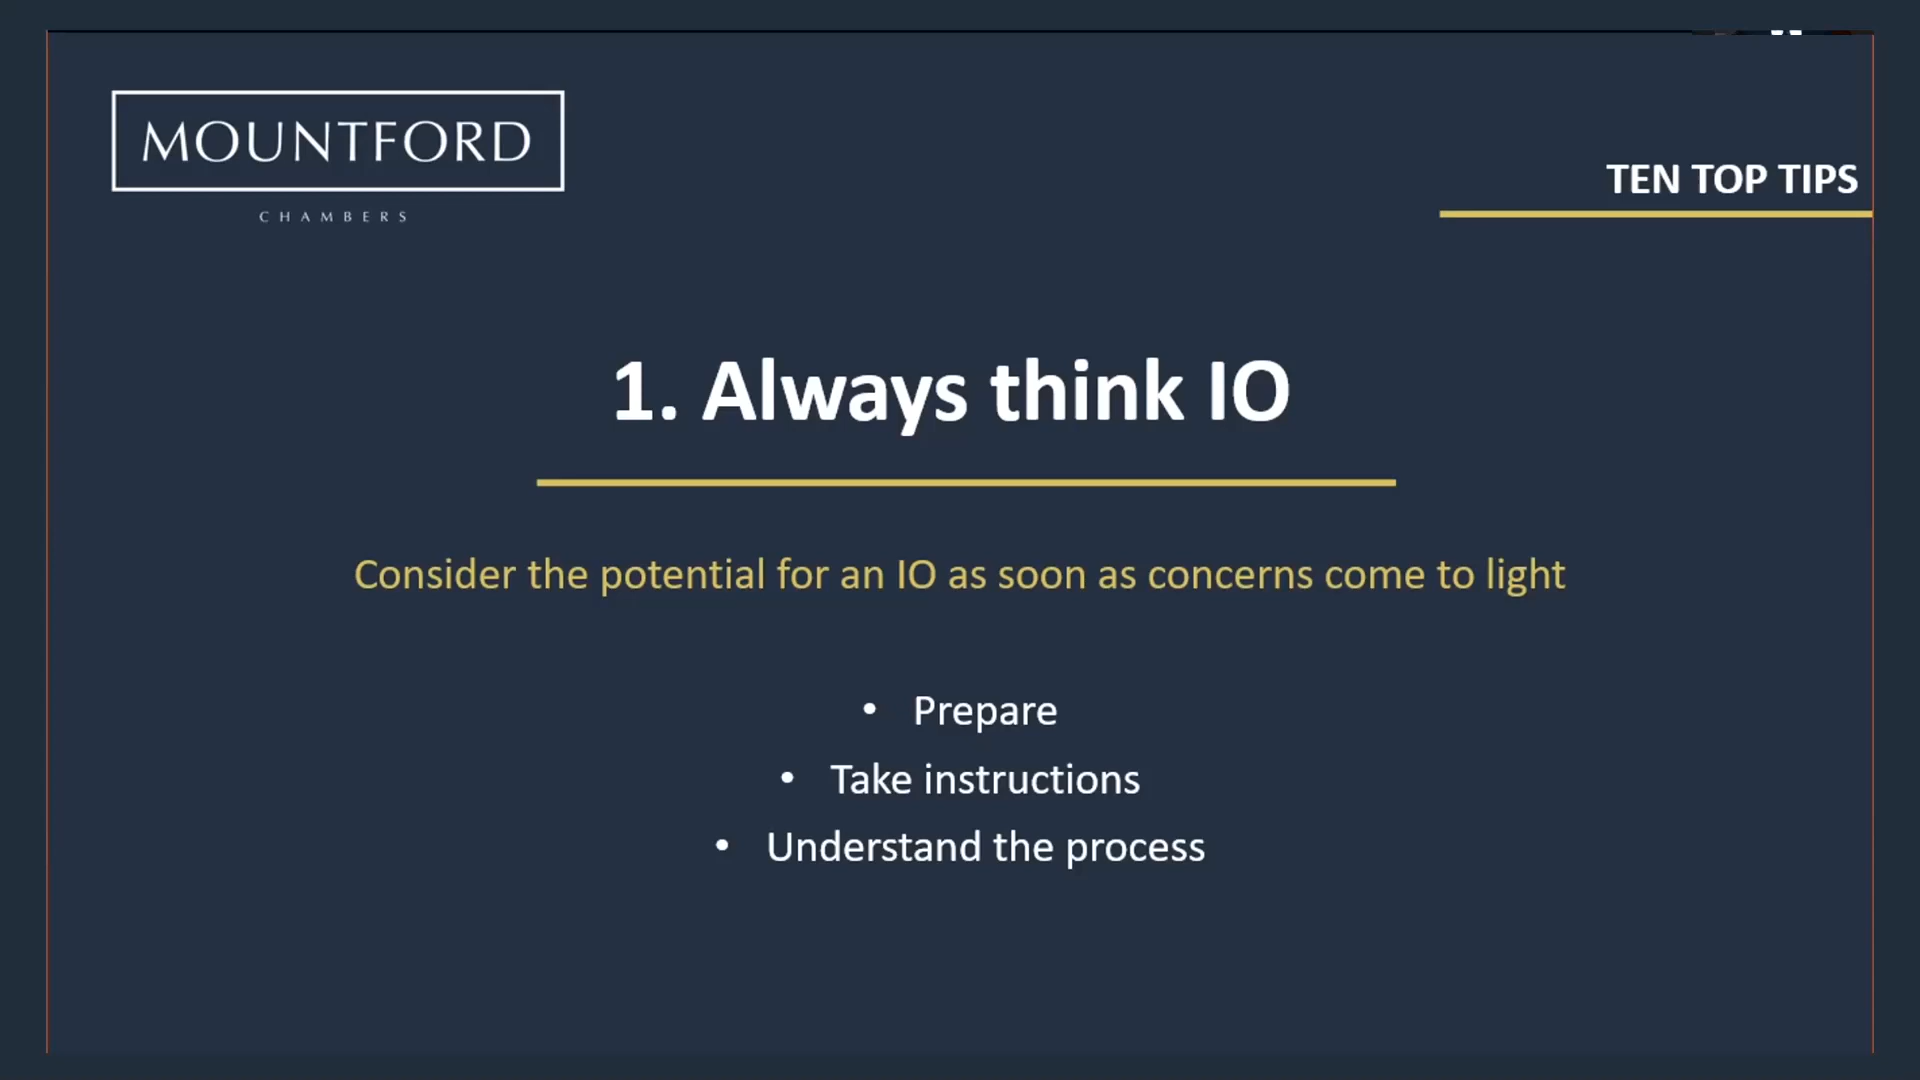 MOUNTFORD
CHAMBERS
TEN TOP TIPS
1. Always think IO
Consider the potential for an IO as soon as concerns come to light
• Prepare
• Take instructions
• Understand the process